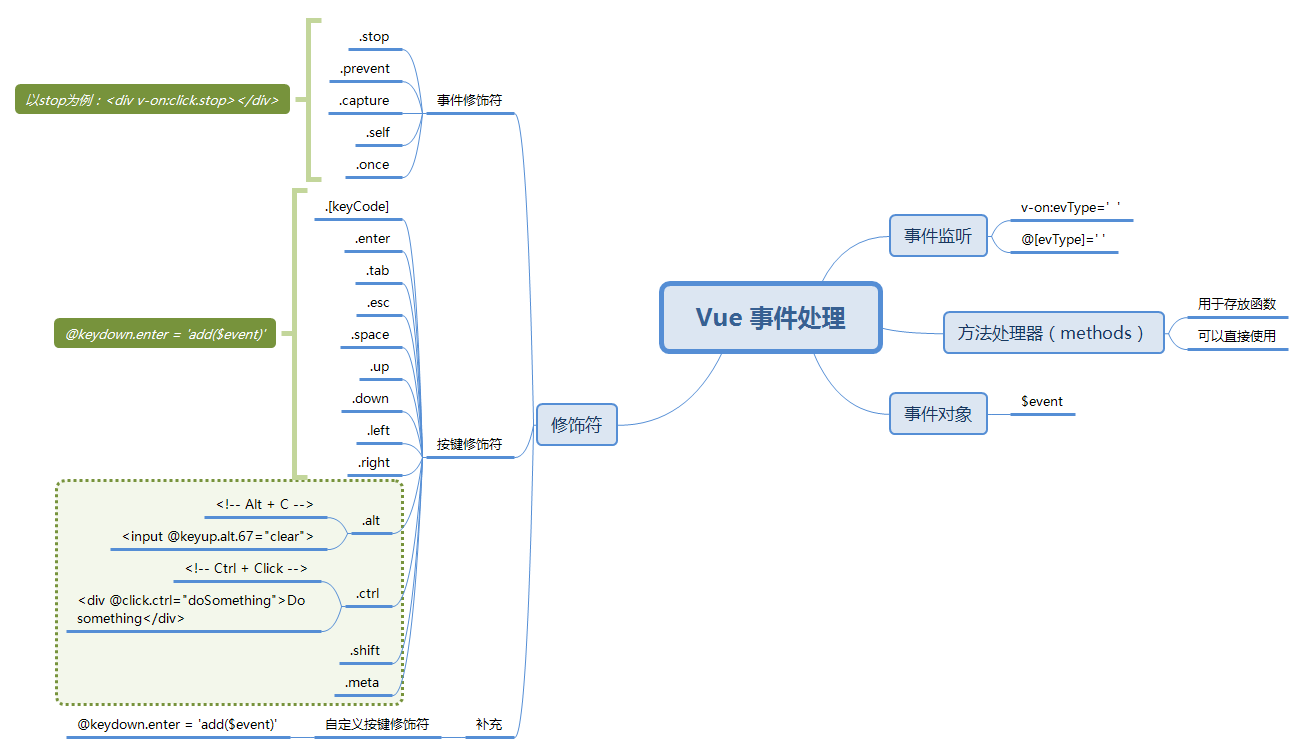 Vue 事件处理
事件监听
v-on:evType=' '
@[evType]=' '
方法处理器（methods）
用于存放函数
可以直接使用
事件对象
$event
修饰符
事件修饰符
.stop
.prevent
.capture
.self
.once
以stop为例：<div v-on:click.stop></div>
按键修饰符
.[keyCode]
.enter
.tab
.esc
.space
.up
.down
.left
.right
@keydown.enter = 'add($event)'
.alt
<!-- Alt + C -->
<input @keyup.alt.67="clear">
.ctrl
<!-- Ctrl + Click -->
<div @click.ctrl="doSomething">Do
something</div>
.shift
.meta
补充
自定义按键修饰符
@keydown.enter = 'add($event)'